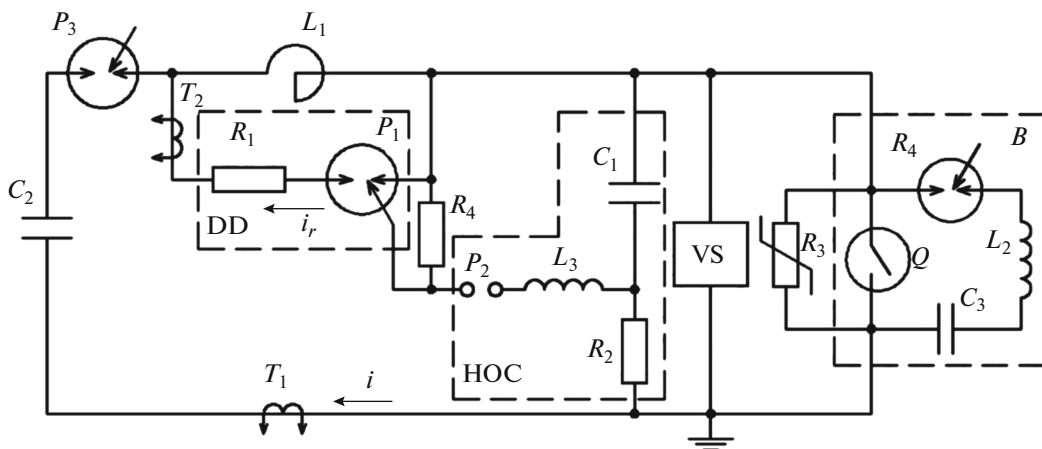 P3
L1
T2
R1
P1
R4
B
C1
C2
R4
DD
ir
P2
L3
VS
R3
Q
L2
C3
R2
HOC
T1
i